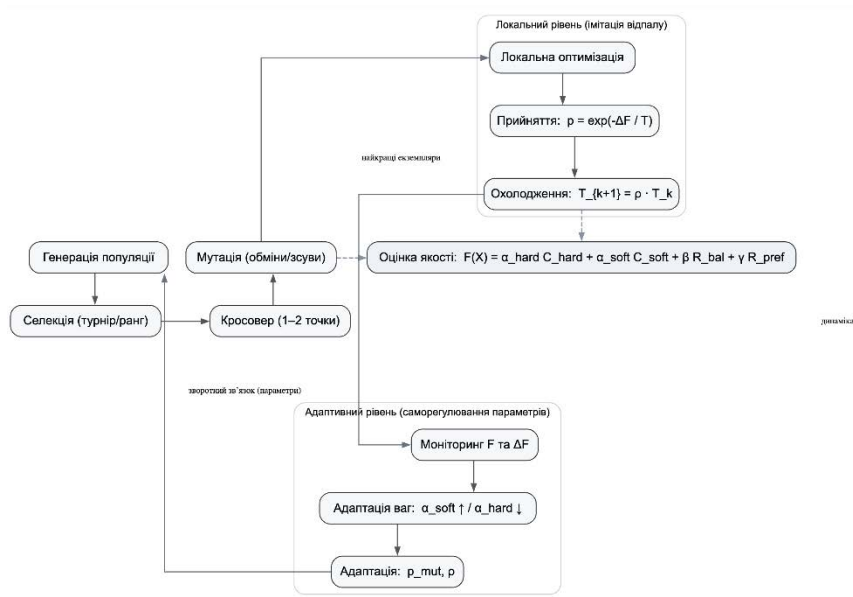 Локальний рівень (імітація відпалу)
Локальна оптимізація
Прийняття: p = exp(-ΔF / T)
найкращі екземпляри
Охолодження: T_{k+1} = ρ · T_k
Генерація популяції
Мутація (обміни/зсуви)
Оцінка якості: F(X) = α_hard C_hard + α_soft C_soft + β R_bal + γ R_pref
Селекція (турнір/ранг)
Кросовер (1–2 точки)
динаміка
зворотний зв'язок (параметри)
Адаптивний рівень (саморегулювання параметрів)
Моніторинг F та ΔF
Адаптація ваг: α_soft ↑ / α_hard ↓
Адаптація: p_mut, ρ